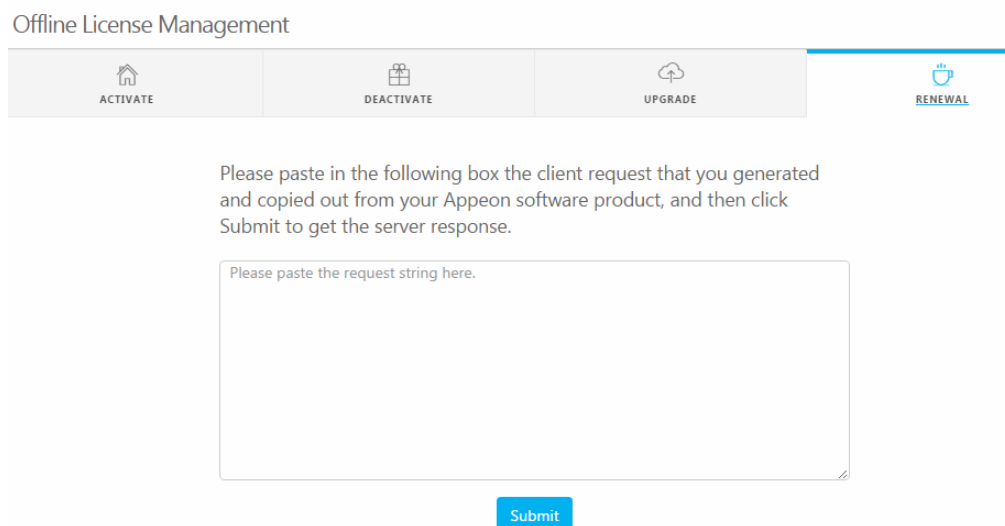 Offline License Management
ACTIVATE
DEACTIVATE
UPGRADE
RENEWAL
Please paste in the following box the client request that you generated
and copied out from your Appeon software product, and then click
Submit to get the server response.
Please paste the request string here.
Submit